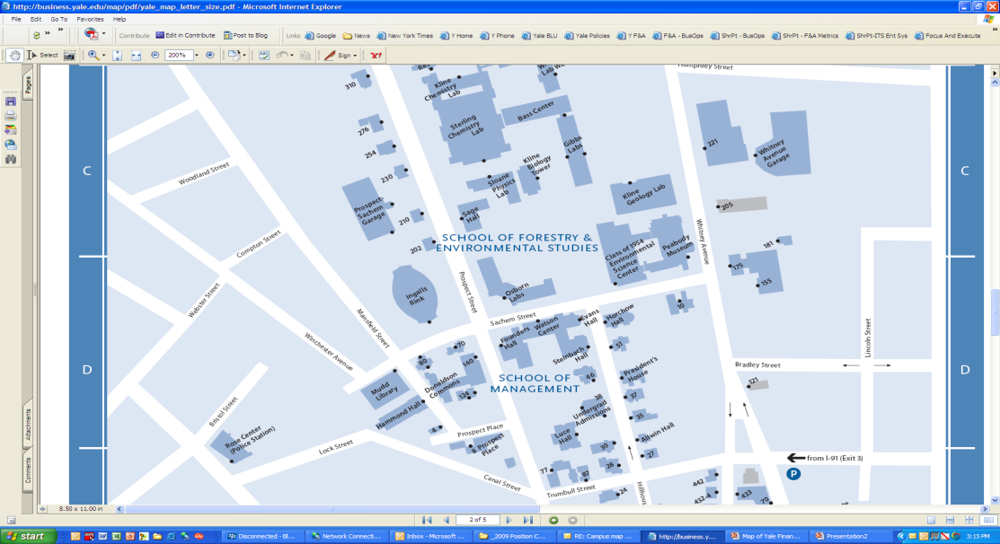 http://business.yale.edu/map/pdf/yale_map_letter_size.pdf - Microsoft Internet Explorer
File Edit Go To Favorites Help
Contribute Edit in Contribute Post to Blog Links Google News New York Times Y Home Y Phone Yale BLU Yale Policies Y F&A F&A - BusOps ShrPt - BusOps ShrPt - F&A Metrics ShrPt-ITS Ent Sys Focus And Execute
Select 200% Sign
Pages
Attachments
Comments
C
C
D
D
Humphrey Street
310
Kline Chemistry Lab
276
Sterling Chemistry Lab
Bass Center
254
Gibbs Labs
221
Whitney Avenue Garage
Woodland Street
230
Kline Biology Tower
Sloane Physics Lab
Kline Geology Lab
Prospect-Sachem Garage
210
Sage Hall
205
202
SCHOOL OF FORESTRY &
ENVIRONMENTAL STUDIES
Compton Street
Class of 1954 Environmental Science Center
Peabody Museum
Whitney Avenue
181
175
155
Webster Street
Ingalls Rink
Prospect Street
Osborn Labs
Mansfield Street
Sachem Street
Founders Hall
Watson Center
Evans Hall
Horchow Hall
10
Winchester Avenue
70
80
140
Steinbach Hall
51
Lincoln Street
Bradley Street
SCHOOL OF
MANAGEMENT
46
President's House
121
Mudd Library
Donaldson Commons
124
38
Undergrad Admissions
37
Hammond Hall
35
Bristol Street
Rose Center (Police Station)
4
Prospect Place
Luce Hall
Allwin Hall
Lock Street
8 Prospect Place
30
27
from I-91 (Exit 3)
P
77
87
28
Canal Street
Trumbull Street
24
Hillhous
442
432-4
433
70
8.50 x 11.00 in
2 of 5
start
Disconnected - Bl...
Network Connecti...
Inbox - Microsoft ...
_2009 Position C...
RE: Campus map ...
http://business.y...
Map of Yale Finan...
Presentation2
3:15 PM